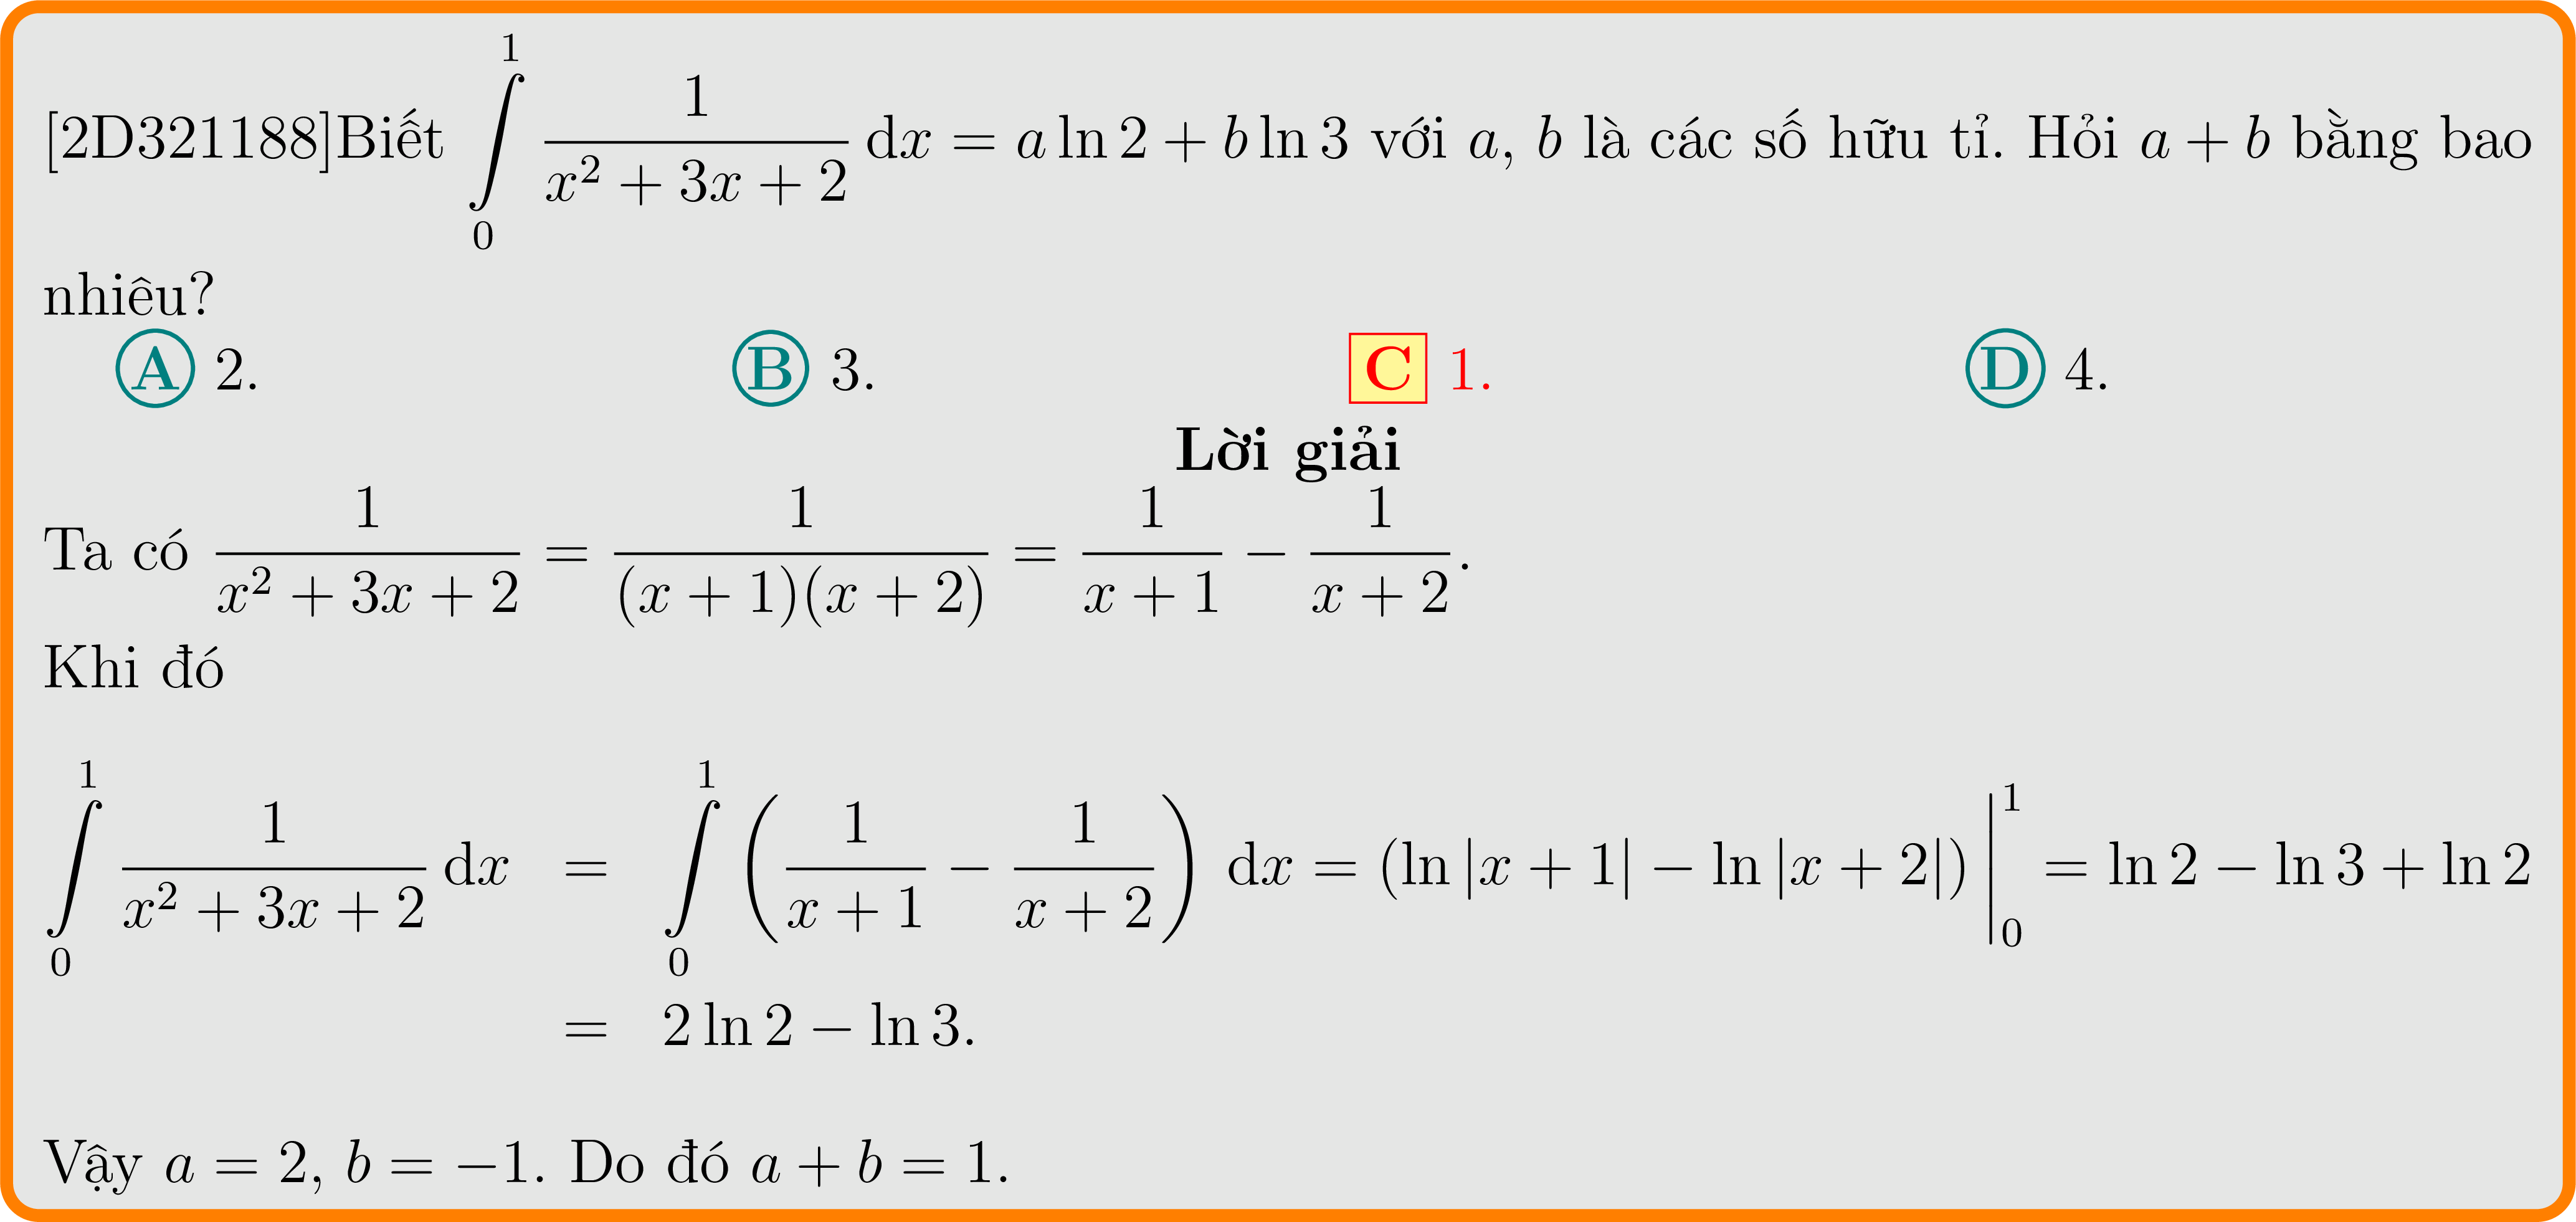 [2D321188]Biết $\int\limits_0^1 \frac{1}{x^2+3x+2}\,\mathrm{d}x = a\ln 2 + b\ln 3$ với $a$, $b$ là các số hữu tỉ. Hỏi $a+b$ bằng bao
nhiêu?
A 2. B 3. C 1. D 4.
Lời giải
Ta có $\frac{1}{x^2+3x+2} = \frac{1}{(x+1)(x+2)} = \frac{1}{x+1} - \frac{1}{x+2}$.
Khi đó
$\int\limits_0^1 \frac{1}{x^2+3x+2}\,\mathrm{d}x = \int\limits_0^1 \left(\frac{1}{x+1} - \frac{1}{x+2}\right)\,\mathrm{d}x = (\ln|x+1| - \ln|x+2|)\Big|_0^1 = \ln 2 - \ln 3 + \ln 2$
$= 2\ln 2 - \ln 3.$
Vậy $a = 2$, $b = -1$. Do đó $a + b = 1$.